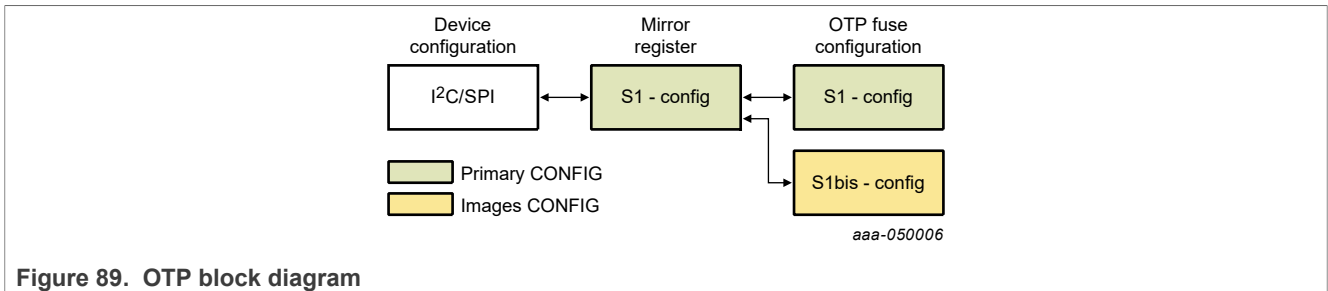 Device
configuration
Mirror
register
OTP fuse
configuration
I2C/SPI
S1 - config
S1 - config
S1bis - config
Primary CONFIG
Images CONFIG
aaa-050006
Figure 89. OTP block diagram